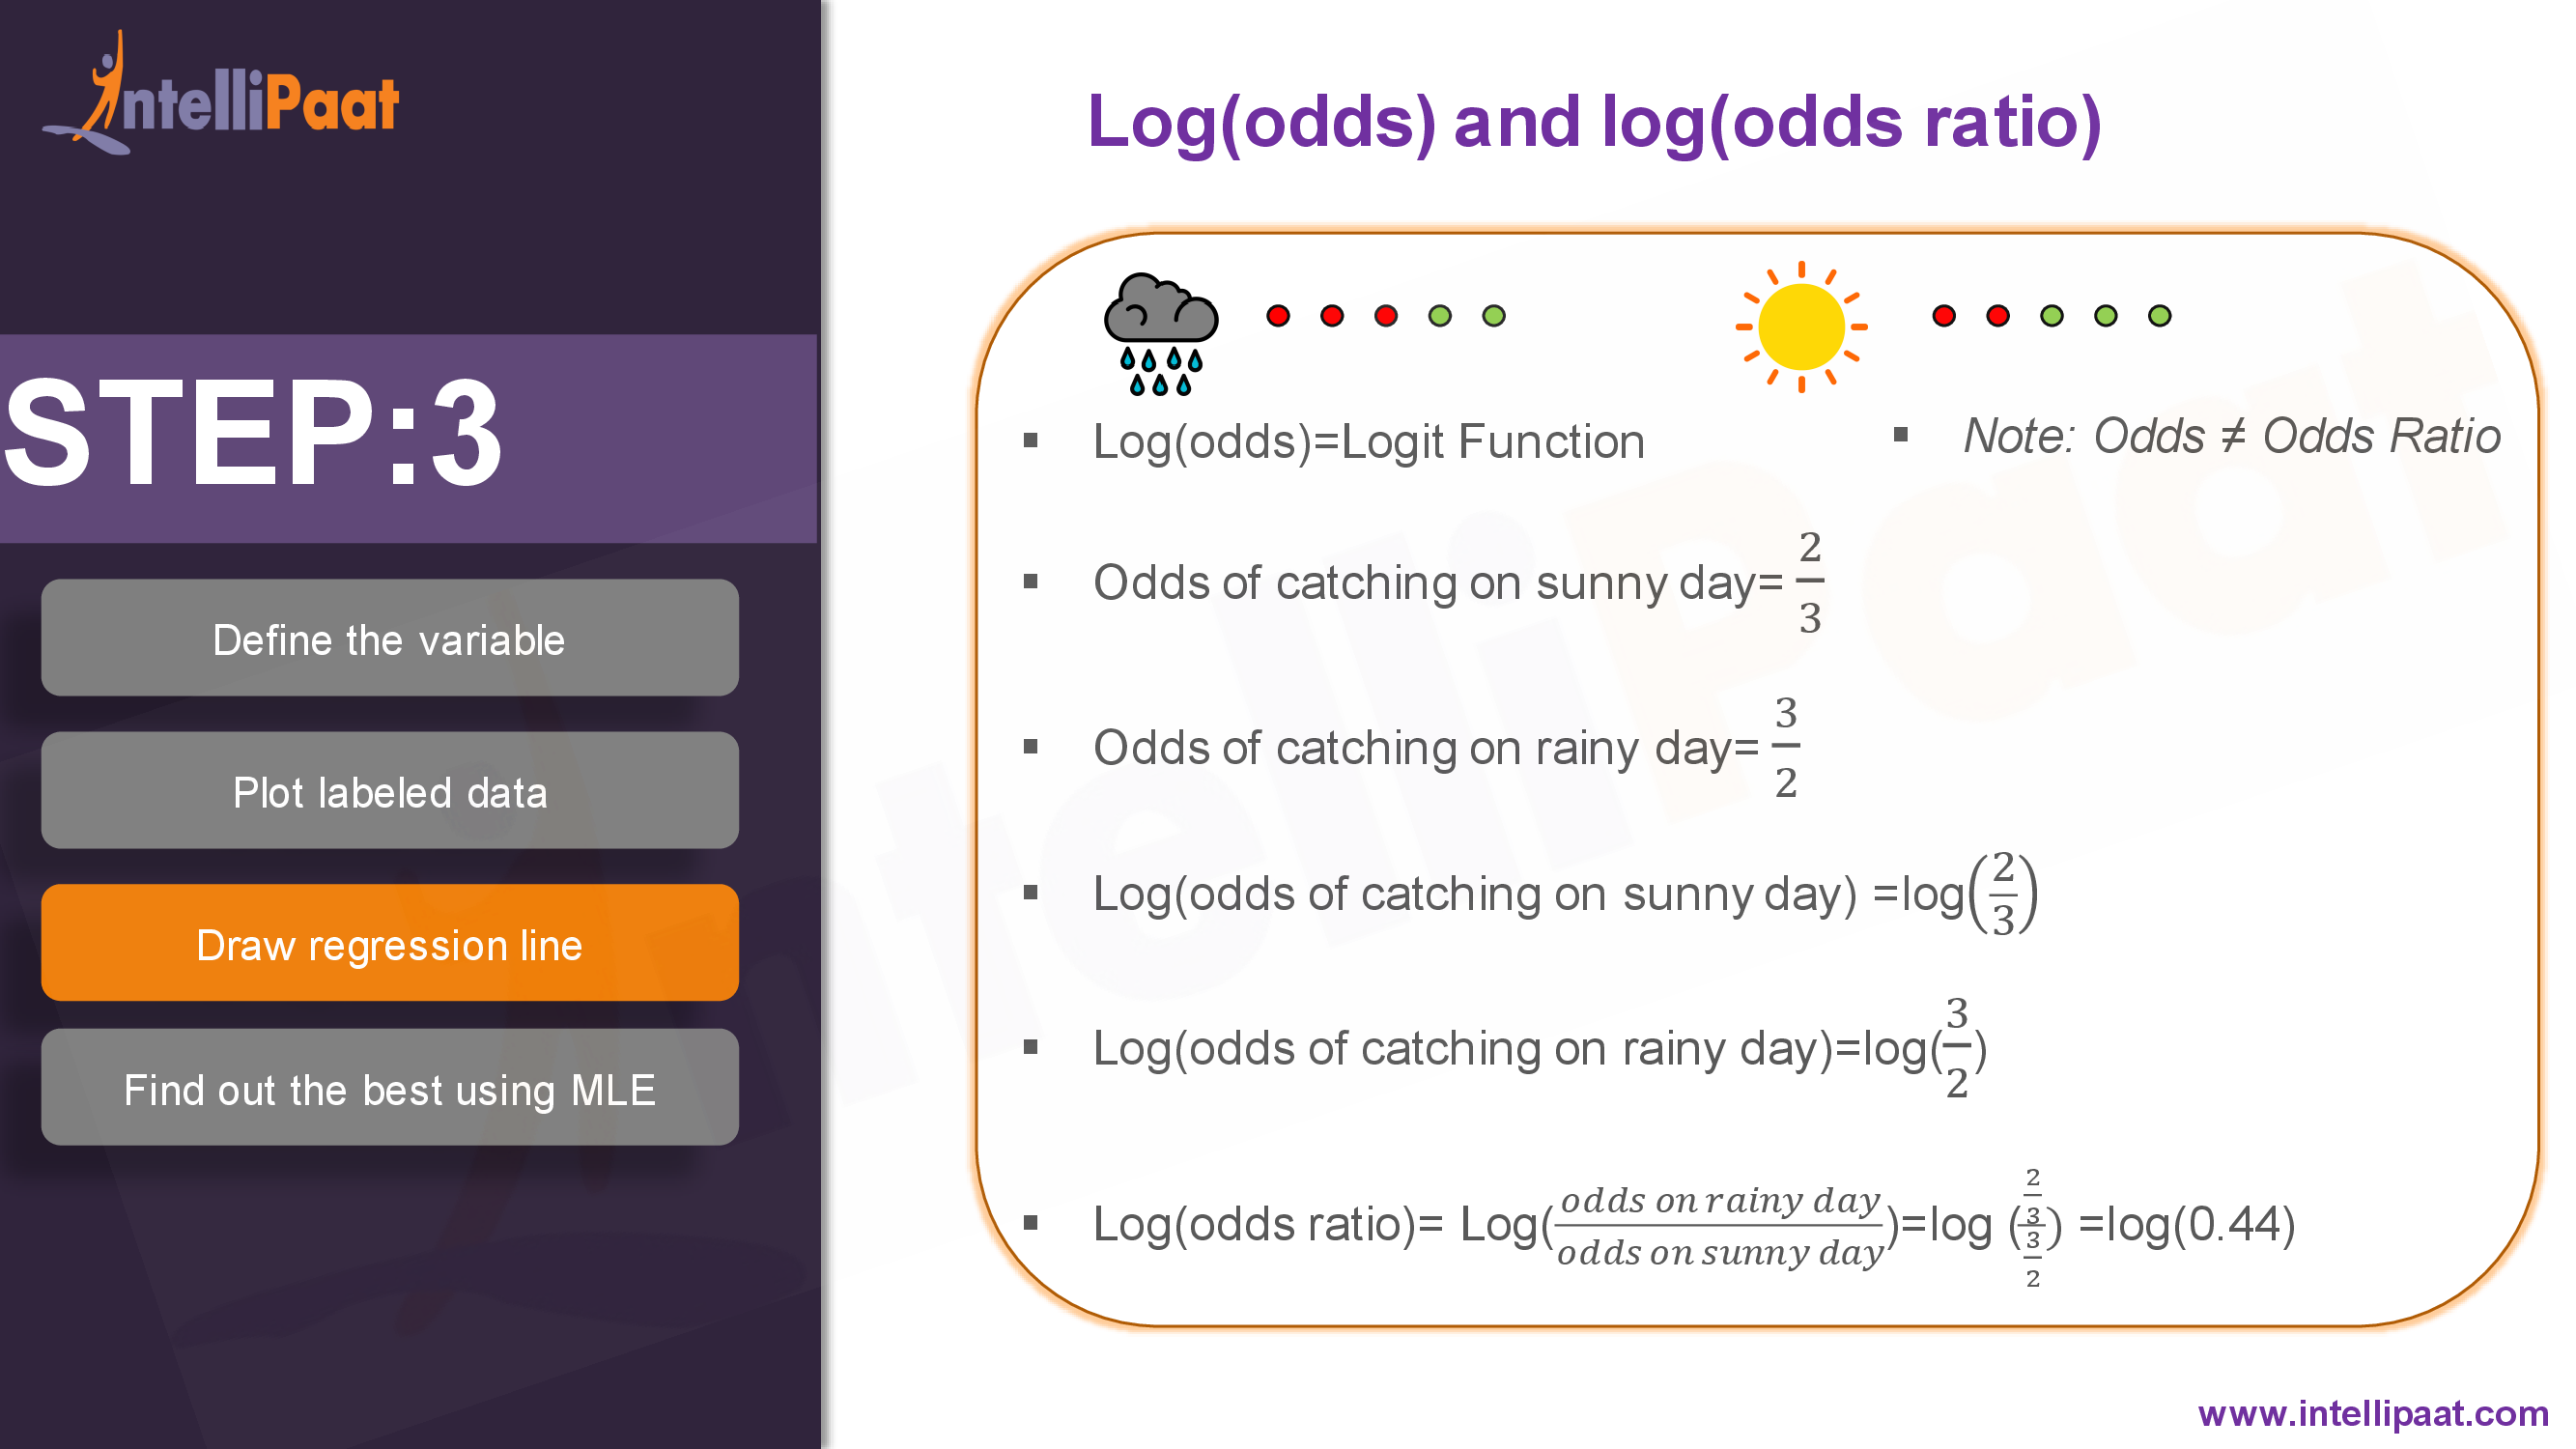 IntelliPaat
Log(odds) and log(odds ratio)
STEP:3
Define the variable
Plot labeled data
Draw regression line
Find out the best using MLE
▪ Log(odds)=Logit Function
▪ Note: Odds ≠ Odds Ratio
▪ Odds of catching on sunny day= 2/3
▪ Odds of catching on rainy day= 3/2
▪ Log(odds of catching on sunny day) =log(2/3)
▪ Log(odds of catching on rainy day)=log(3/2)
▪ Log(odds ratio)= Log(odds on rainy day/odds on sunny day)=log ((2/3)/(3/2)) =log(0.44)
www.intellipaat.com